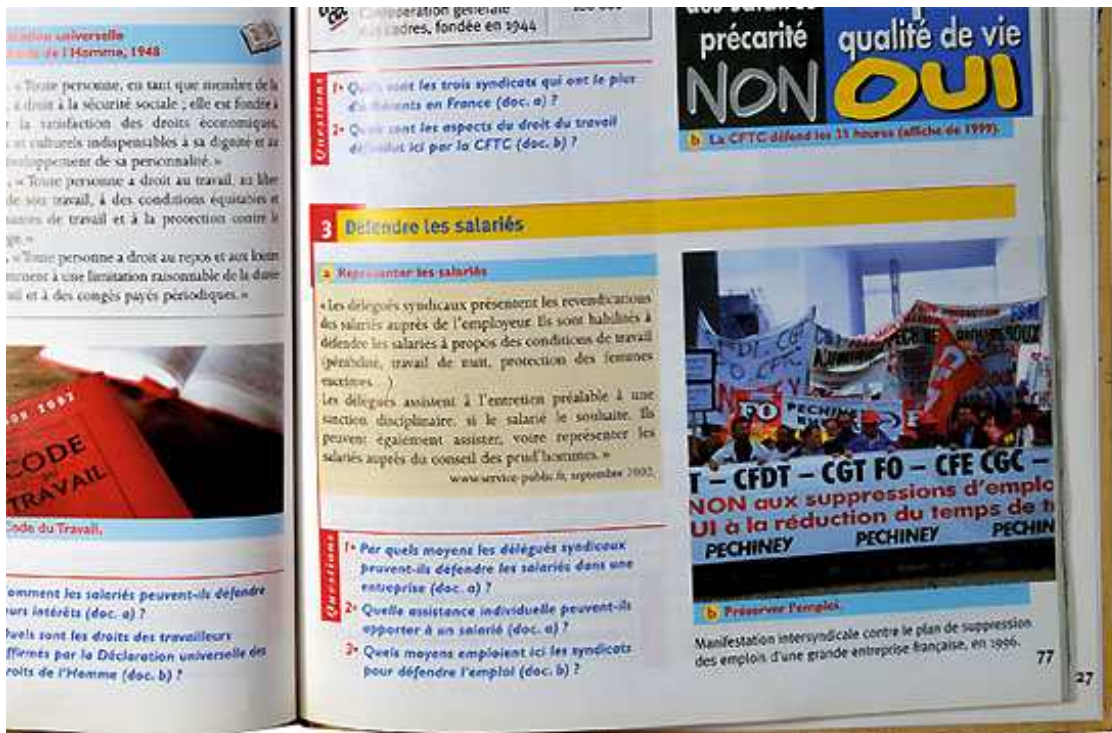 universelle
de l'Homme, 1948
« Toute personne, en tant que membre de la
a droit à la sécurité sociale ; elle est fondée à
la satisfaction des droits économiques,
et culturels indispensables à sa dignité et au
développement de sa personnalité. »
« Toute personne a droit au travail, au libre
de son travail, à des conditions équitables et
de travail et à la protection contre le
« Toute personne a droit au repos et aux loisirs
à une limitation raisonnable de la durée
et à des congés payés périodiques. »
2002
CODE
du
TRAVAIL
Code du Travail.
Comment les salariés peuvent-ils défendre
leurs intérêts (doc. a) ?
Quels sont les droits des travailleurs
affirmés par la Déclaration universelle des
droits de l'Homme (doc. b) ?
générale
cadres, fondée en 1944
Questions
1• Quels sont les trois syndicats qui ont le plus
d'adhérents en France (doc. a) ?
2• Quels sont les aspects du droit du travail
défendus ici par la CFTC (doc. b) ?
précarité
NON
qualité de vie
OUI
b La CFTC défend les 35 heures (affiche de 1999).
3 Défendre les salariés
a Représenter les salariés
« Les délégués syndicaux présentent les revendications
des salariés auprès de l'employeur. Ils sont habilités à
défendre les salariés à propos des conditions de travail
(pénibilité, travail de nuit, protection des femmes
enceintes...)
Les délégués assistent à l'entretien préalable à une
sanction disciplinaire, si le salarié le souhaite. Ils
peuvent également assister, voire représenter les
salariés auprès du conseil des prud'hommes. »
www.service-public.fr, septembre 2002.
Questions
1• Par quels moyens les délégués syndicaux
peuvent-ils défendre les salariés dans une
entreprise (doc. a) ?
2• Quelle assistance individuelle peuvent-ils
apporter à un salarié (doc. a) ?
3• Quels moyens emploient ici les syndicats
pour défendre l'emploi (doc. b) ?
FO
T – CFDT – CGT FO – CFE CGC –
NON aux suppressions d'emplo
UI à la réduction du temps de t
PECHINEY PECHINEY PECHIN
b Préserver l'emploi.
Manifestation intersyndicale contre le plan de suppression
des emplois d'une grande entreprise française, en 1996.
77
27